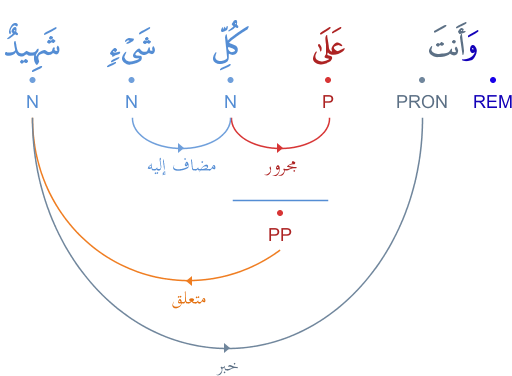 وَأَنتَ عَلَىٰ كُلِّ شَىْءٍ شَهِيدٌ
REM PRON P N N N
مجرور مضاف إليه
PP
متعلق
خبر